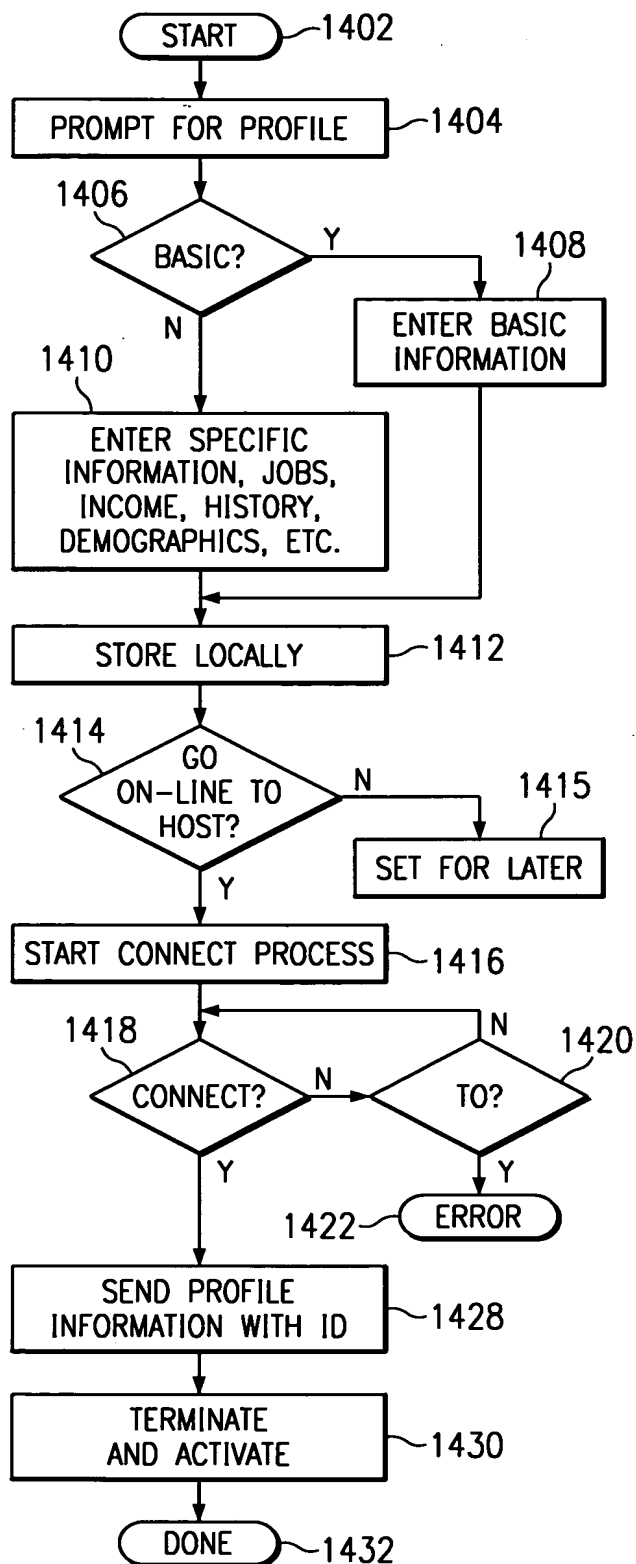 START
1402
PROMPT FOR PROFILE
1404
1406
BASIC?
Y
N
1408
ENTER BASIC
INFORMATION
1410
ENTER SPECIFIC
INFORMATION, JOBS,
INCOME, HISTORY,
DEMOGRAPHICS, ETC.
STORE LOCALLY
1412
1414
GO
ON-LINE TO
HOST?
N
Y
1415
SET FOR LATER
START CONNECT PROCESS
1416
1418
CONNECT?
N
Y
N
1420
TO?
Y
1422
ERROR
SEND PROFILE
INFORMATION WITH ID
1428
TERMINATE
AND ACTIVATE
1430
DONE
1432